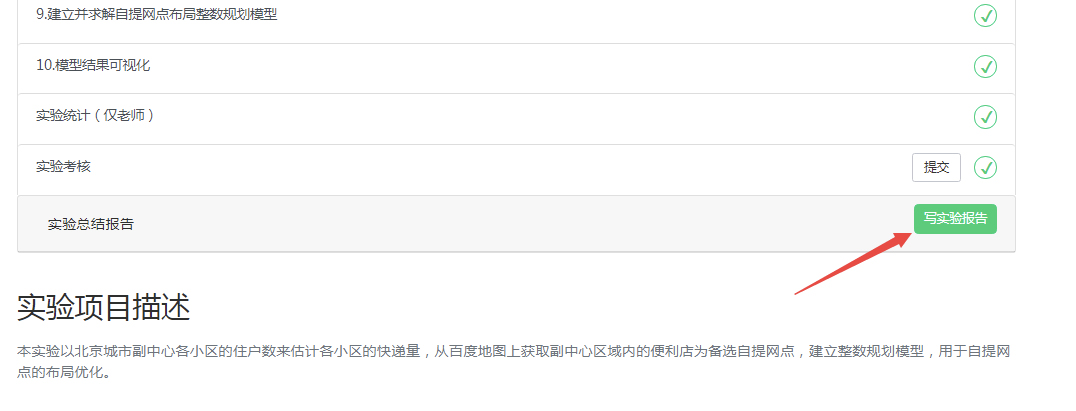 9.建立并求解自提网点布局整数规划模型
10.模型结果可视化
实验统计（仅老师）
实验考核 提交
实验总结报告 写实验报告
实验项目描述
本实验以北京城市副中心各小区的住户数来估计各小区的快递量，从百度地图上获取副中心区域内的便利店为备选自提网点，建立整数规划模型，用于自提网
点的布局优化。